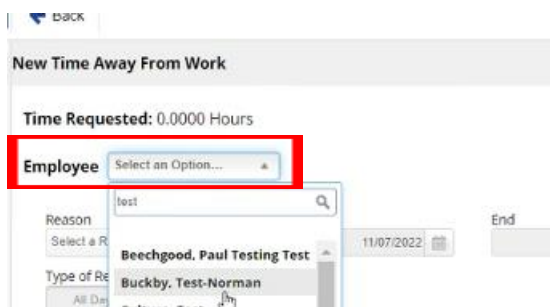 Back
New Time Away From Work
Time Requested: 0.0000 Hours
Employee Select an Option...
test
Reason
End
Select a R
11/07/2022
Beechgood, Paul Testing Test
Type of Re
Buckby, Test-Norman
All Day